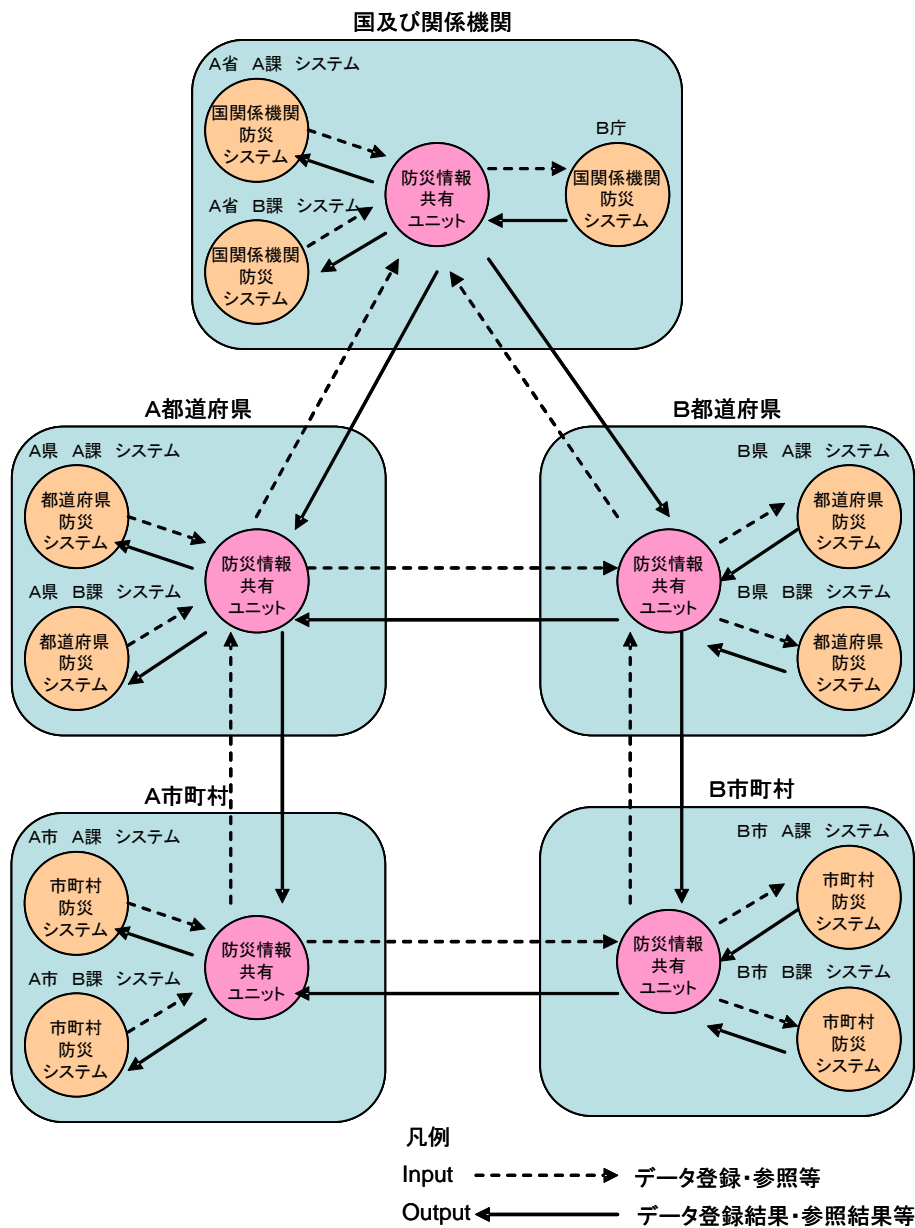 国及び関係機関
A省 A課 システム
国関係機関
防災
システム
A省 B課 システム
国関係機関
防災
システム
防災情報
共有
ユニット
B庁
国関係機関
防災
システム
A都道府県
A県 A課 システム
都道府県
防災
システム
A県 B課 システム
都道府県
防災
システム
防災情報
共有
ユニット
B都道府県
B県 A課 システム
都道府県
防災
システム
B県 B課 システム
都道府県
防災
システム
防災情報
共有
ユニット
A市町村
A市 A課 システム
市町村
防災
システム
A市 B課 システム
市町村
防災
システム
防災情報
共有
ユニット
B市町村
B市 A課 システム
市町村
防災
システム
B市 B課 システム
市町村
防災
システム
防災情報
共有
ユニット
凡例
Input データ登録・参照等
Output データ登録結果・参照結果等